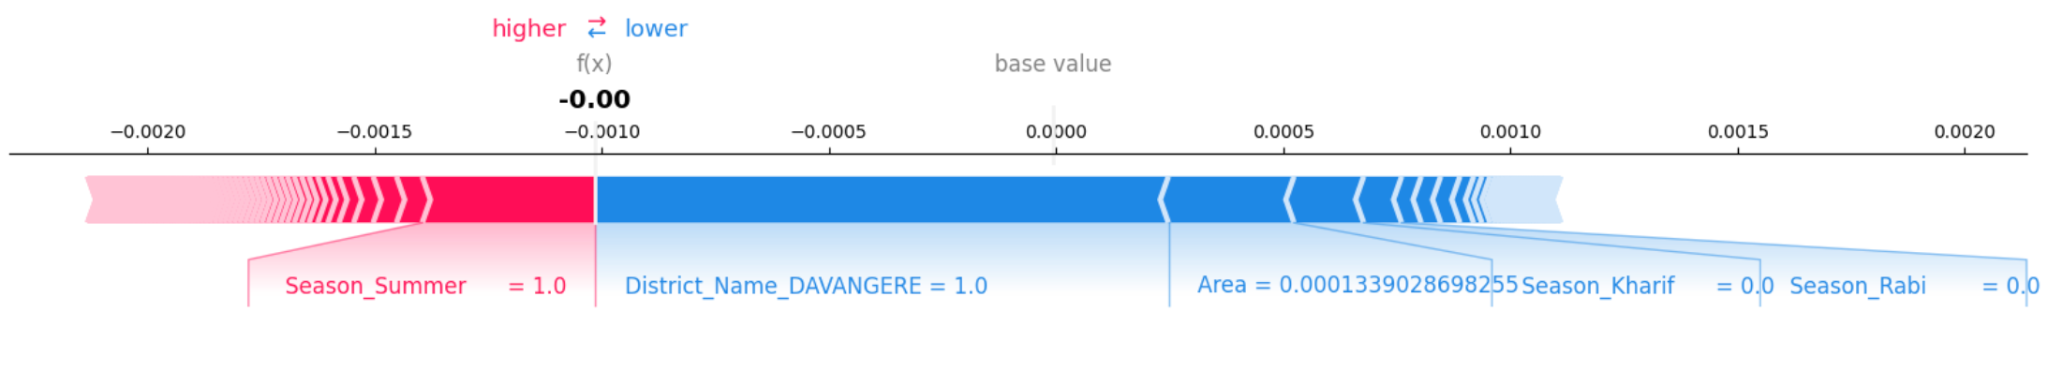 higher ⇄ lower
f(x) base value
-0.00
−0.0020 −0.0015 −0.0010 −0.0005 0.0000 0.0005 0.0010 0.0015 0.0020
Season_Summer = 1.0 District_Name_DAVANGERE = 1.0 Area = 0.0001339028698255 Season_Kharif = 0.0 Season_Rabi = 0.0